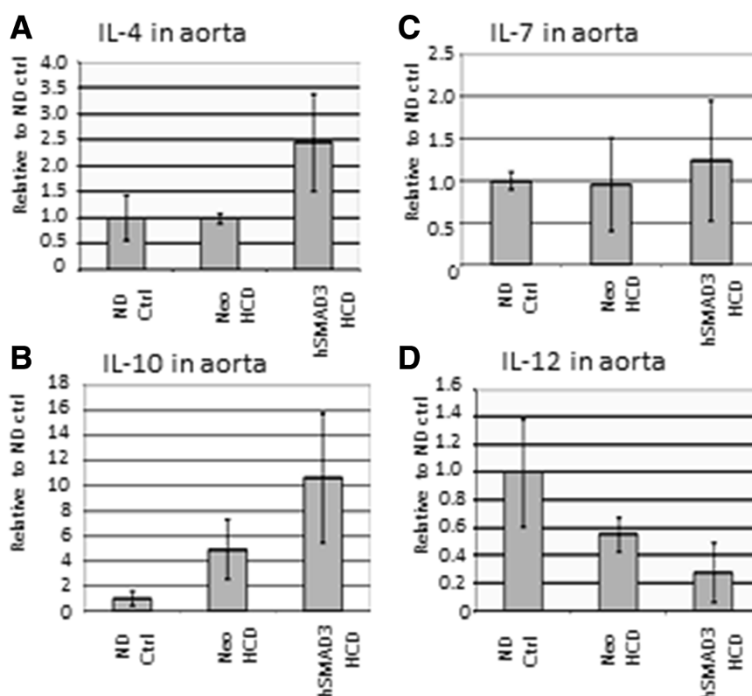 A
IL-4 in aorta
Relative to ND ctrl
4.0
3.5
3.0
2.5
2.0
1.5
1.0
0.5
0
ND
Ctrl
Neo
HCD
hSMAD3
HCD
C
IL-7 in aorta
Relative to ND ctrl
2.5
2.0
1.5
1.0
0.5
0
ND
Ctrl
Neo
HCD
hSMAD3
HCD
B
IL-10 in aorta
Relative to ND ctrl
18
16
14
12
10
8
6
4
2
0
ND
Ctrl
Neo
HCD
hSMAD3
HCD
D
IL-12 in aorta
Relative to ND ctrl
1.6
1.4
1.2
1.0
0.8
0.6
0.4
0.2
0
ND
Ctrl
Neo
HCD
hSMAD3
HCD